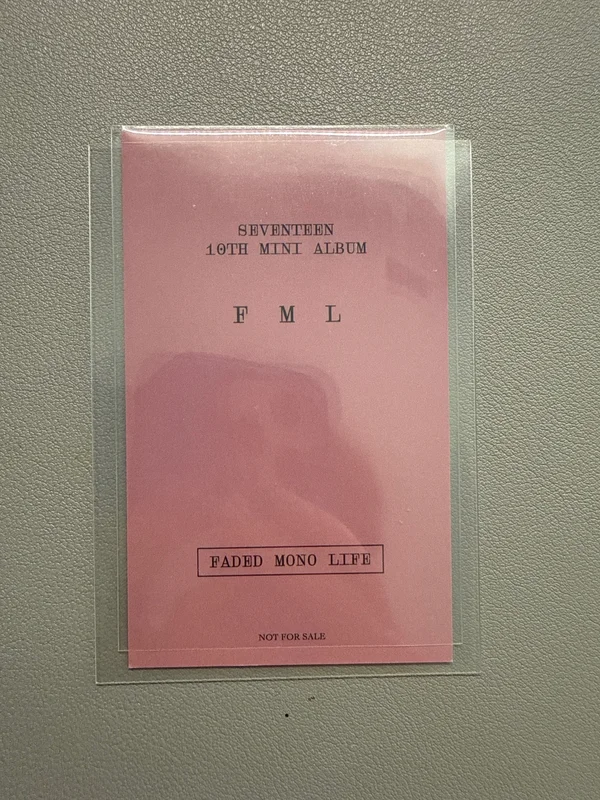 SEVENTEEN
10TH MINI ALBUM
F M L
FADED MONO LIFE
NOT FOR SALE